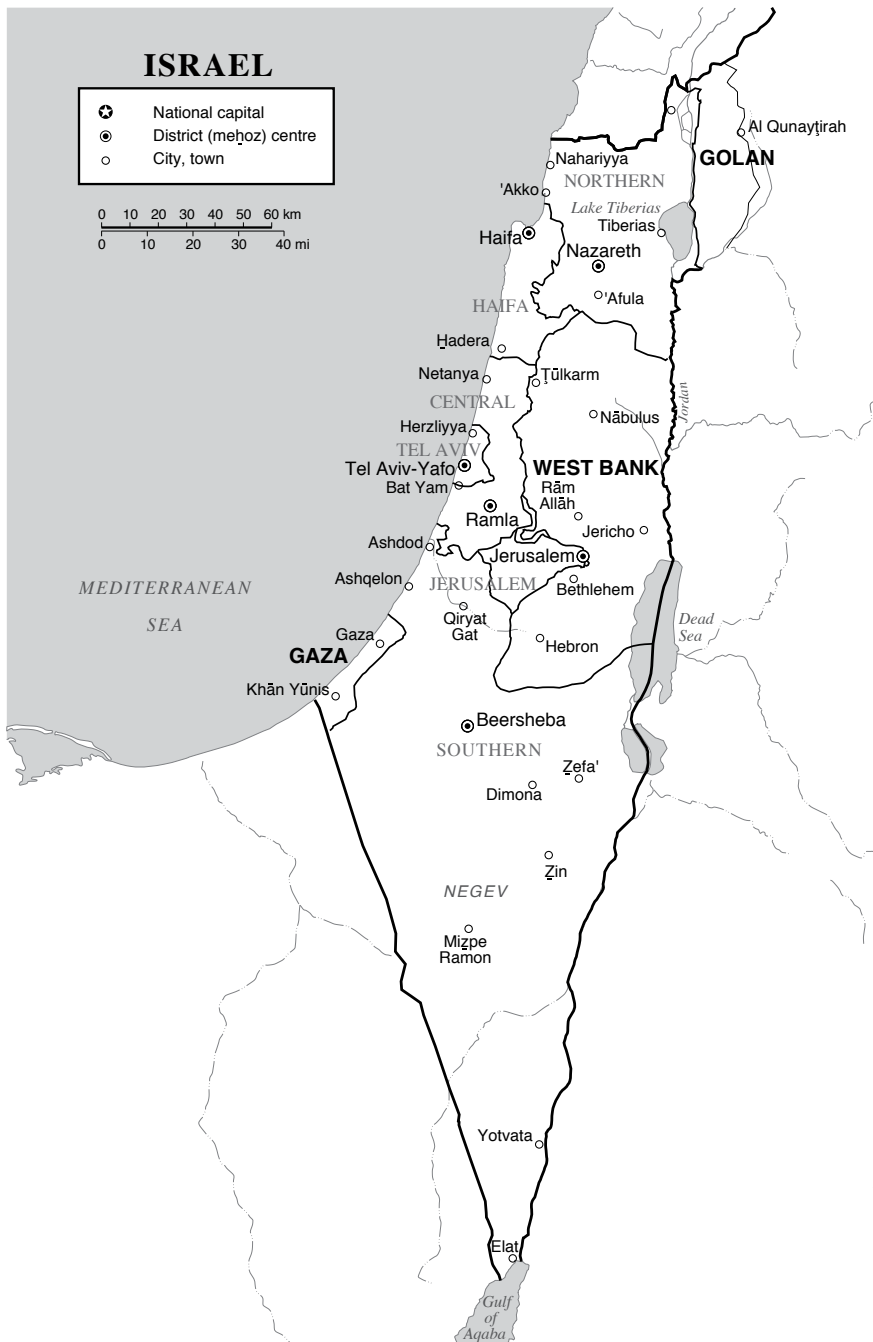 ISRAEL
National capital
District (meẖoz) centre
City, town
0 10 20 30 40 50 60 km
0 10 20 30 40 mi
Al Qunayţirah
GOLAN
Nahariyya
NORTHERN
'Akko
Lake Tiberias
Tiberias
Haifa
Nazareth
'Afula
HAIFA
H̱adera
Netanya
Ţūlkarm
CENTRAL
Jordan
Nābulus
Herzliyya
TEL AVIV
Tel Aviv-Yafo
WEST BANK
Bat Yam
Rām
Allāh
Ramla
Jericho
Ashdod
Jerusalem
Ashqelon
JERUSALEM
Bethlehem
MEDITERRANEAN
SEA
Qiryat
Gat
Dead
Sea
Gaza
Hebron
GAZA
Khān Yūnis
Beersheba
SOUTHERN
Ẕefa'
Dimona
Ẕin
NEGEV
Miẕpe
Ramon
Yotvata
Elat
Gulf
of
Aqaba